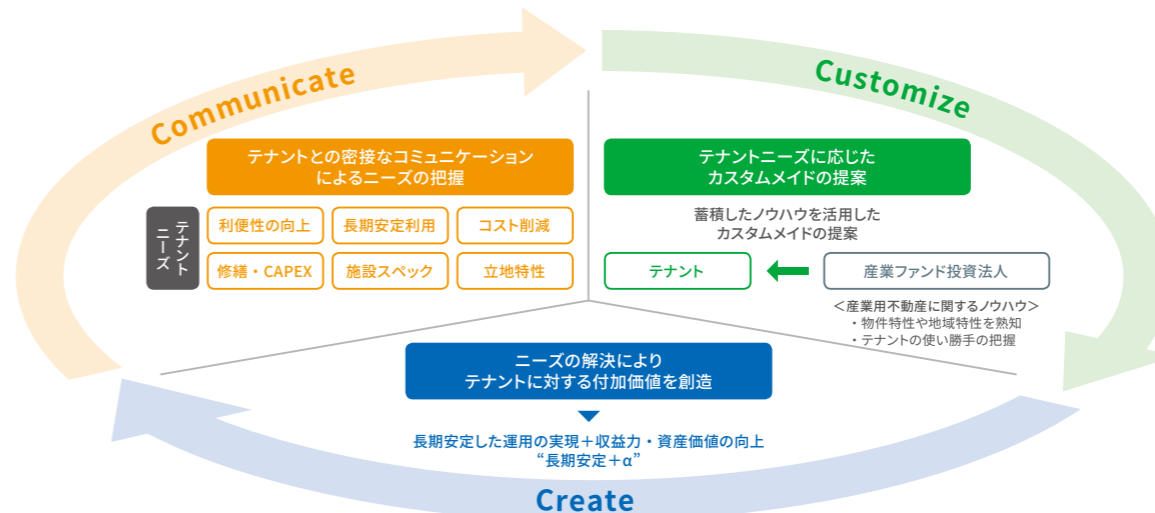 Communicate
テナントとの密接なコミュニケーション
によるニーズの把握
テナント
ニーズ
利便性の向上
長期安定利用
コスト削減
修繕・CAPEX
施設スペック
立地特性
Customize
テナントニーズに応じた
カスタムメイドの提案
蓄積したノウハウを活用した
カスタムメイドの提案
テナント
産業ファンド投資法人
＜産業用不動産に関するノウハウ＞
・物件特性や地域特性を熟知
・テナントの使い勝手の把握
ニーズの解決により
テナントに対する付加価値を創造
長期安定した運用の実現＋収益力・資産価値の向上
“長期安定＋α”
Create